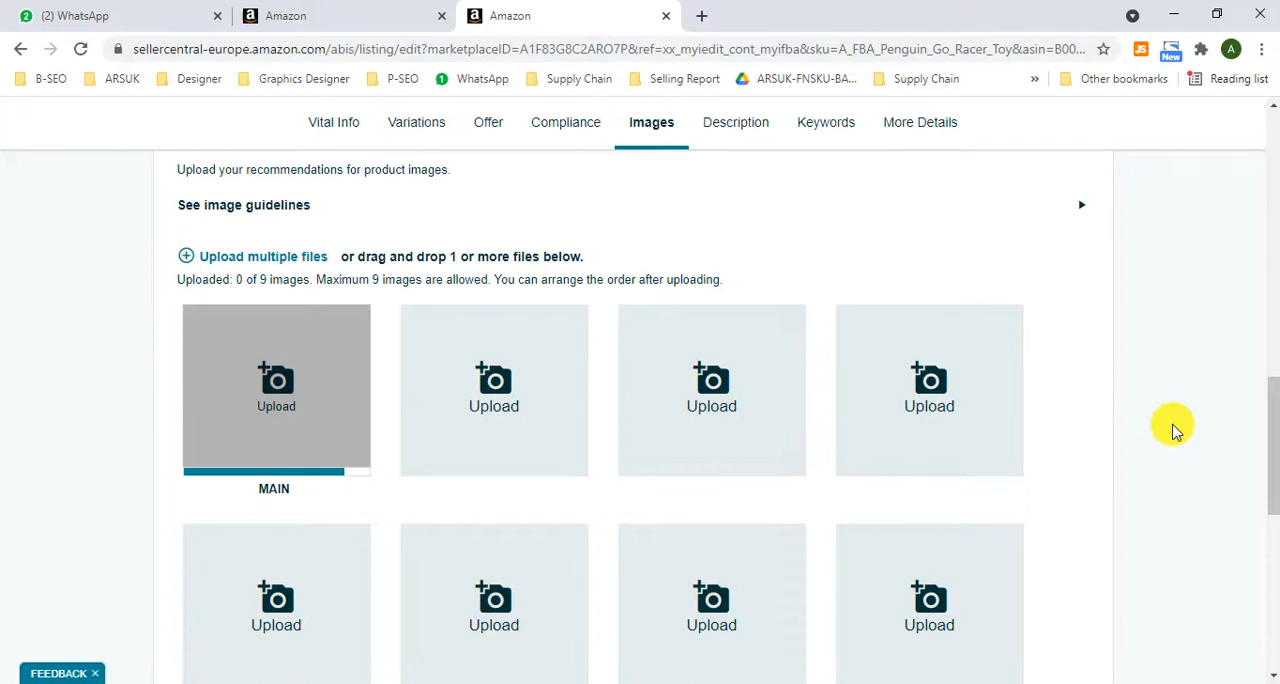 2 (2) WhatsApp
Amazon
Amazon
sellercentral-europe.amazon.com/abis/listing/edit?marketplaceID=A1F83G8C2ARO7P&ref=xx_myiedit_cont_myifba&sku=A_FBA_Penguin_Go_Racer_Toy&asin=B00...
JS
New
A
B-SEO
ARSUK
Designer
Graphics Designer
P-SEO
1 WhatsApp
Supply Chain
Selling Report
ARSUK-FNSKU-BA...
Supply Chain
»
Other bookmarks
Reading list
Vital Info
Variations
Offer
Compliance
Images
Description
Keywords
More Details
Upload your recommendations for product images.
See image guidelines
Upload multiple files or drag and drop 1 or more files below.
Uploaded: 0 of 9 images. Maximum 9 images are allowed. You can arrange the order after uploading.
Upload
Upload
Upload
Upload
MAIN
Upload
Upload
Upload
Upload
FEEDBACK ×